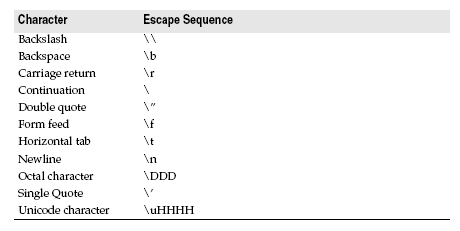 Character Escape Sequence
Backslash \\
Backspace \b
Carriage return \r
Continuation \
Double quote \″
Form feed \f
Horizontal tab \t
Newline \n
Octal character \DDD
Single Quote \′
Unicode character \uHHHH